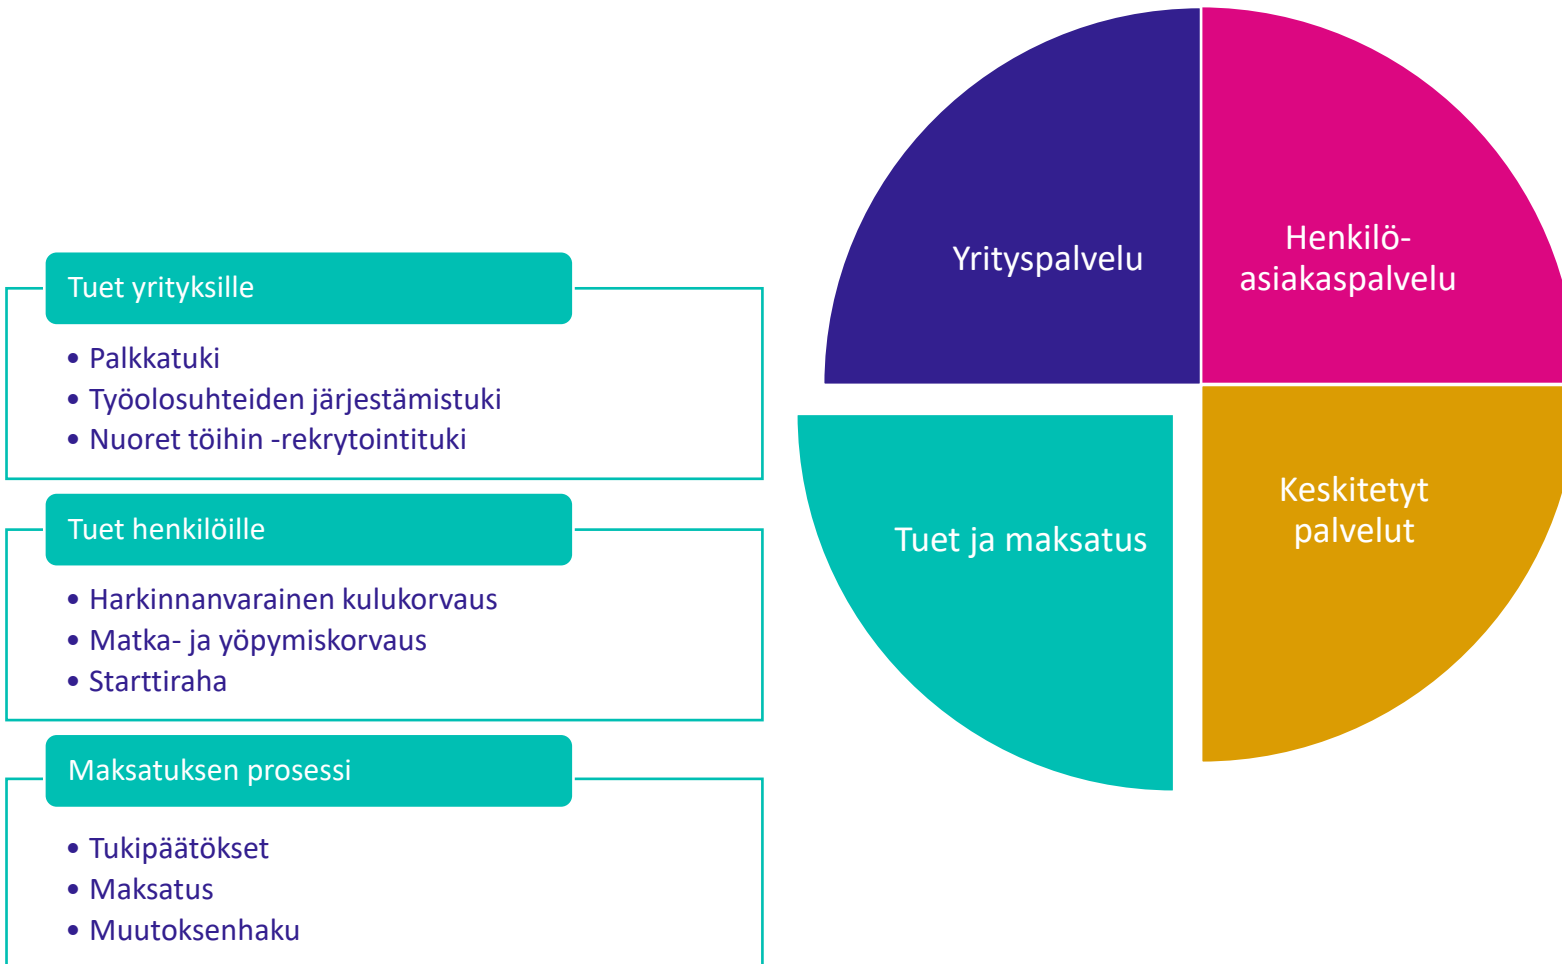 Tuet yrityksille
• Palkkatuki
• Työolosuhteiden järjestämistuki
• Nuoret töihin -rekrytointituki
Tuet henkilöille
• Harkinnanvarainen kulukorvaus
• Matka- ja yöpymiskorvaus
• Starttiraha
Maksatuksen prosessi
• Tukipäätökset
• Maksatus
• Muutoksenhaku
Yrityspalvelu
Henkilö-
asiakaspalvelu
Tuet ja maksatus
Keskitetyt
palvelut